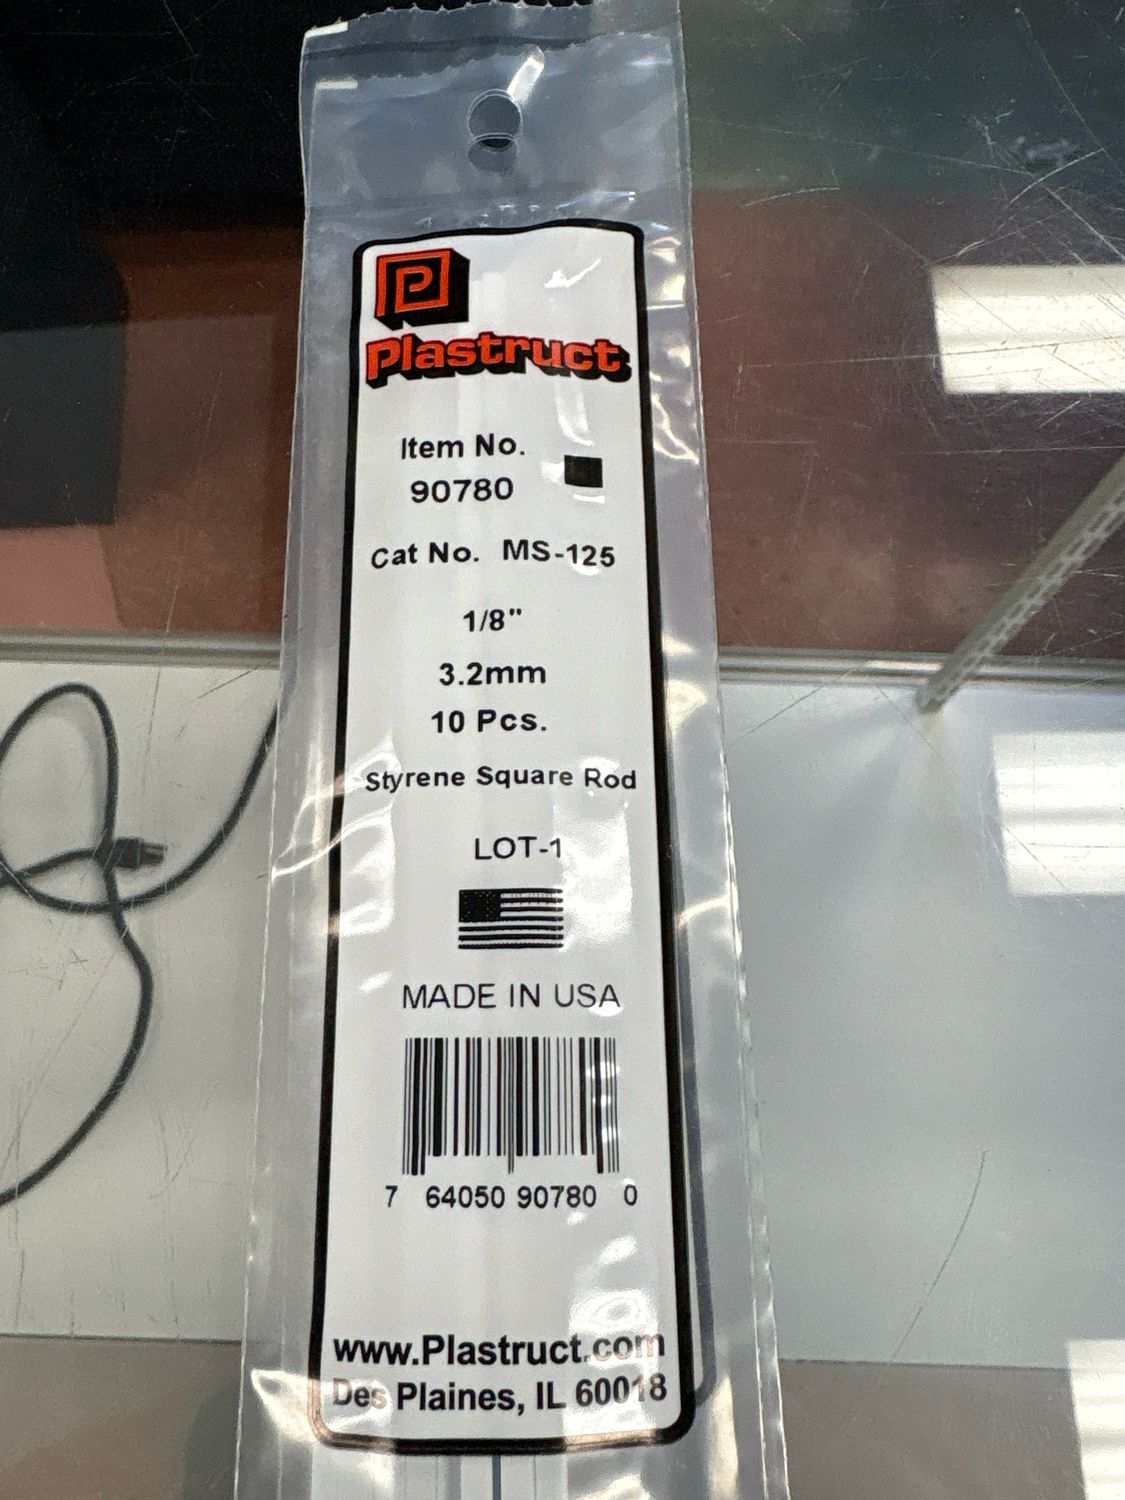 P
Plastruct
Item No.
90780
Cat No. MS-125
1/8"
3.2mm
10 Pcs.
Styrene Square Rod
LOT-1
MADE IN USA
7 64050 90780 0
www.Plastruct.com
Des Plaines, IL 60018